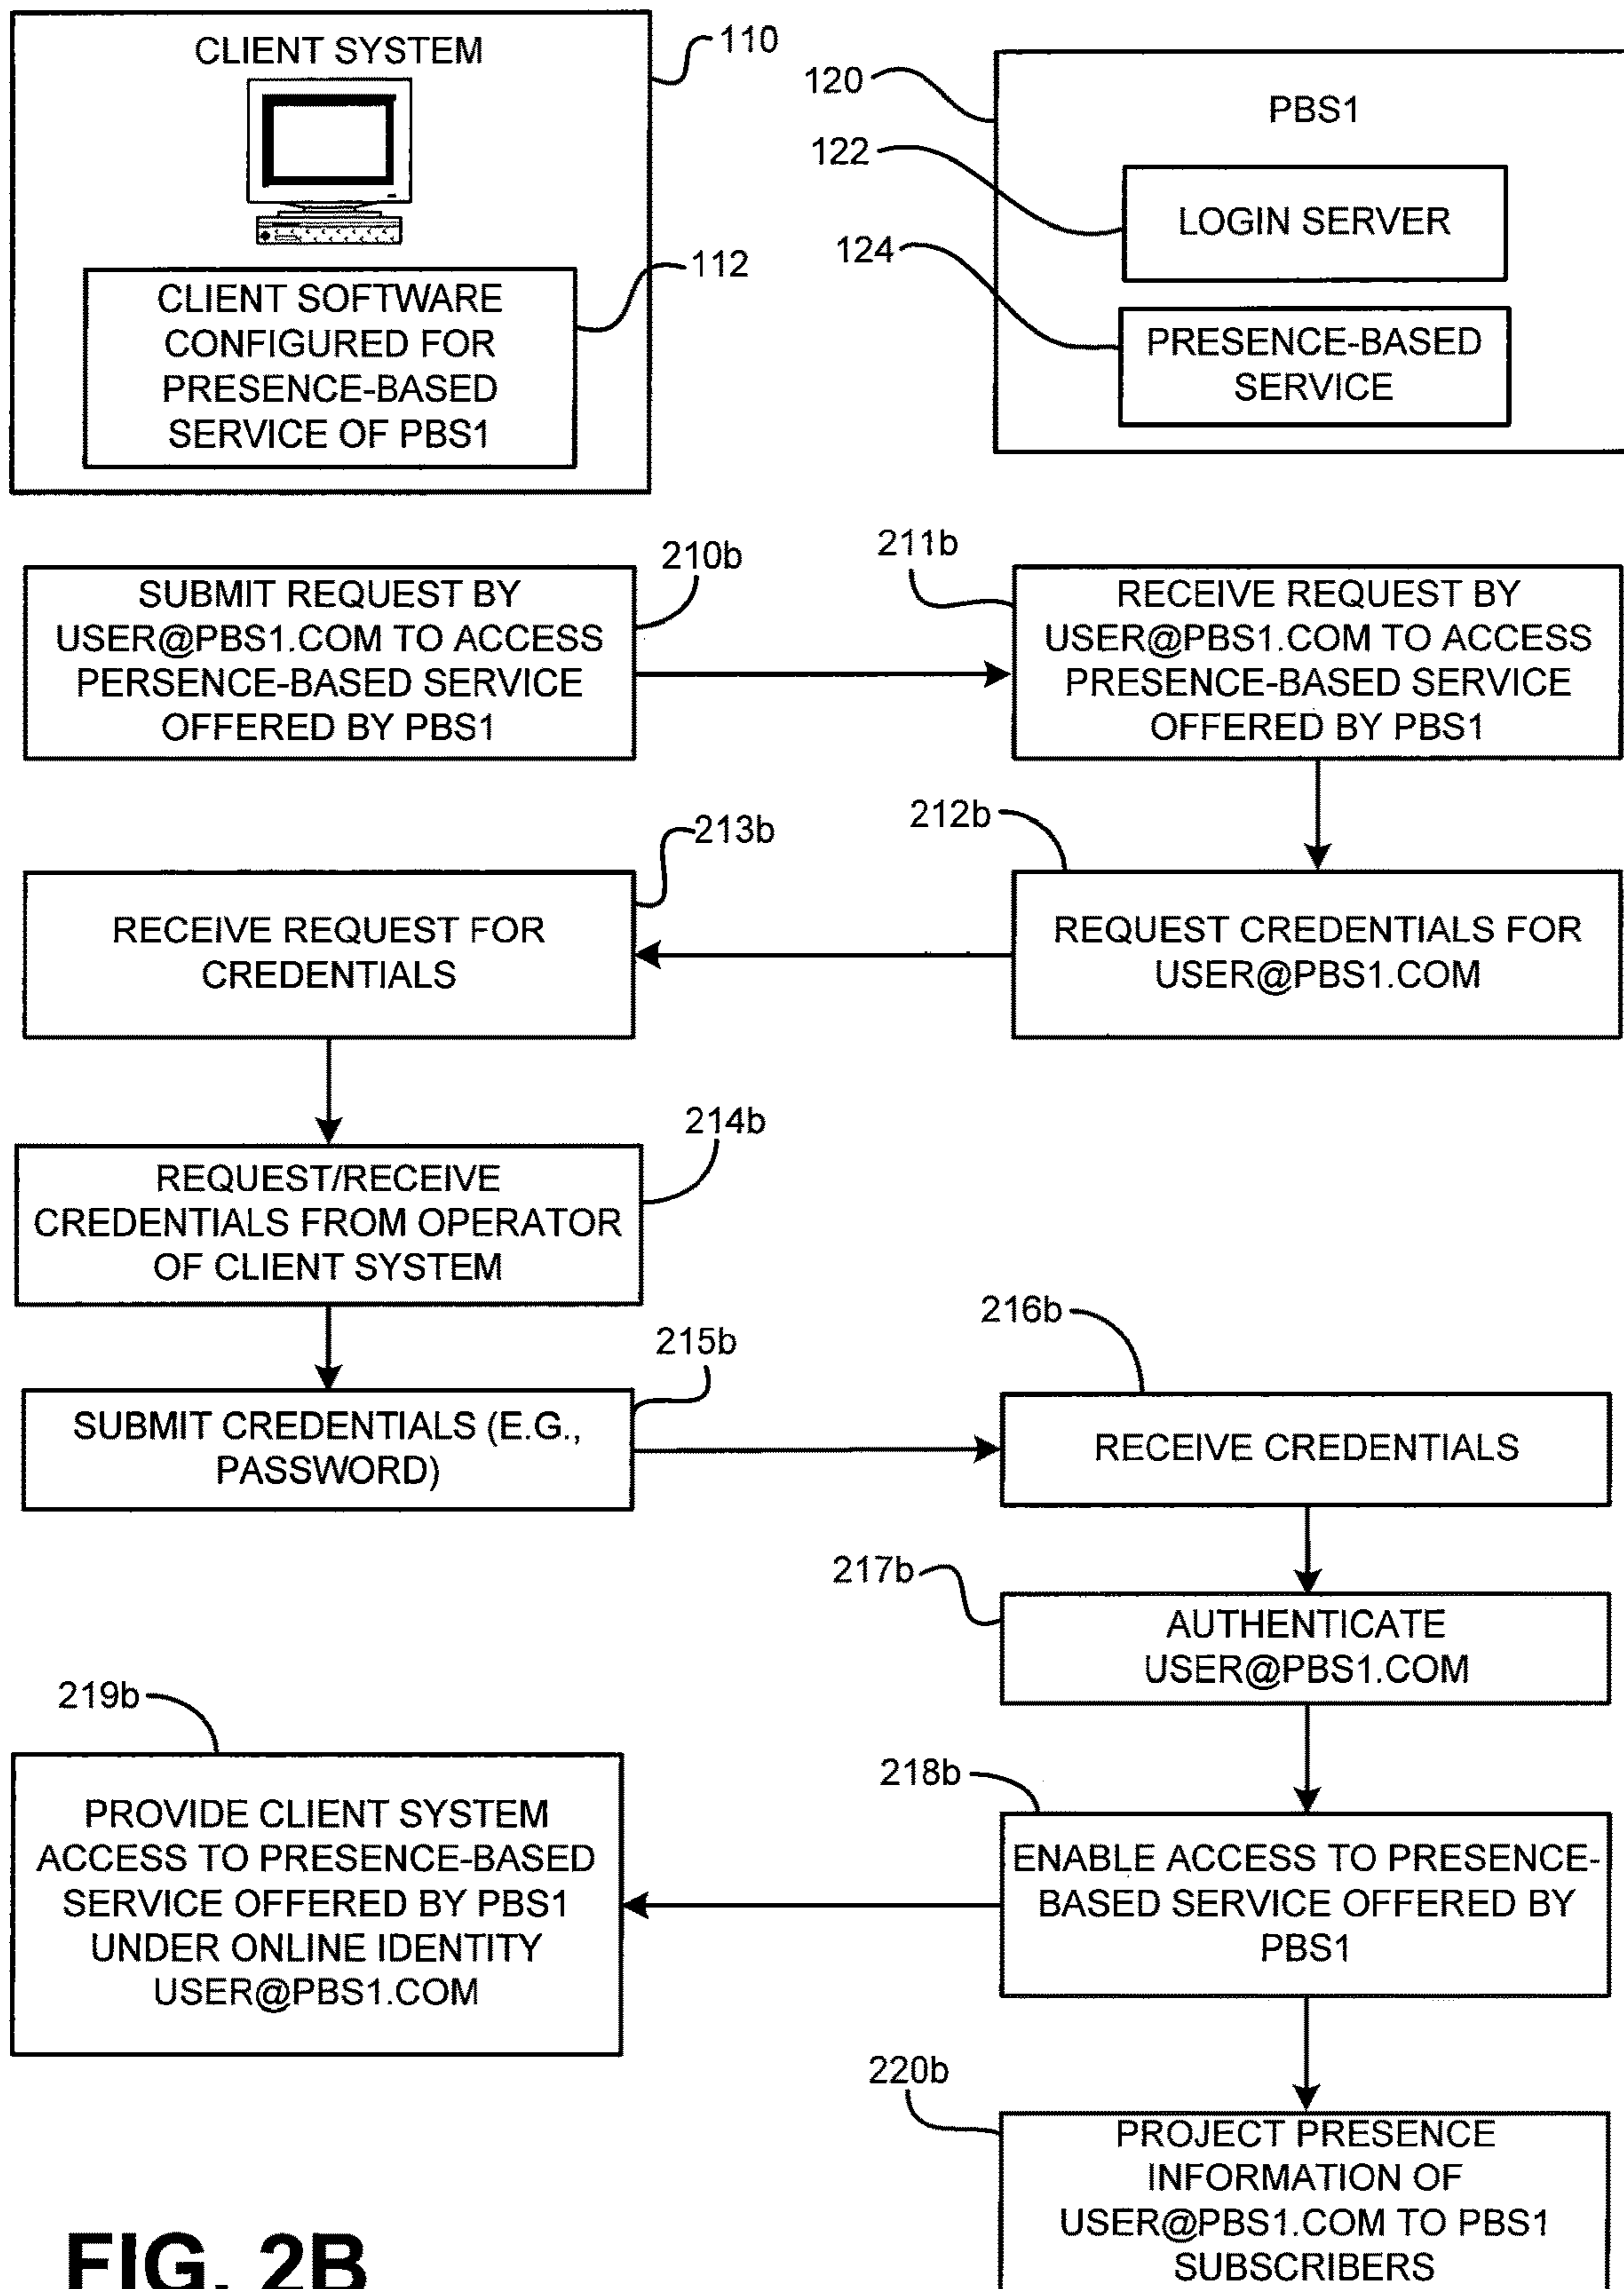 CLIENT SYSTEM
110
112
CLIENT SOFTWARE
CONFIGURED FOR
PRESENCE-BASED
SERVICE OF PBS1
120
PBS1
122
LOGIN SERVER
124
PRESENCE-BASED
SERVICE
210b
SUBMIT REQUEST BY
USER@PBS1.COM TO ACCESS
PERSENCE-BASED SERVICE
OFFERED BY PBS1
211b
RECEIVE REQUEST BY
USER@PBS1.COM TO ACCESS
PRESENCE-BASED SERVICE
OFFERED BY PBS1
212b
REQUEST CREDENTIALS FOR
USER@PBS1.COM
213b
RECEIVE REQUEST FOR
CREDENTIALS
214b
REQUEST/RECEIVE
CREDENTIALS FROM OPERATOR
OF CLIENT SYSTEM
215b
SUBMIT CREDENTIALS (E.G.,
PASSWORD)
216b
RECEIVE CREDENTIALS
217b
AUTHENTICATE
USER@PBS1.COM
218b
ENABLE ACCESS TO PRESENCE-
BASED SERVICE OFFERED BY
PBS1
219b
PROVIDE CLIENT SYSTEM
ACCESS TO PRESENCE-BASED
SERVICE OFFERED BY PBS1
UNDER ONLINE IDENTITY
USER@PBS1.COM
220b
PROJECT PRESENCE
INFORMATION OF
USER@PBS1.COM TO PBS1
SUBSCRIBERS
FIG. 2B